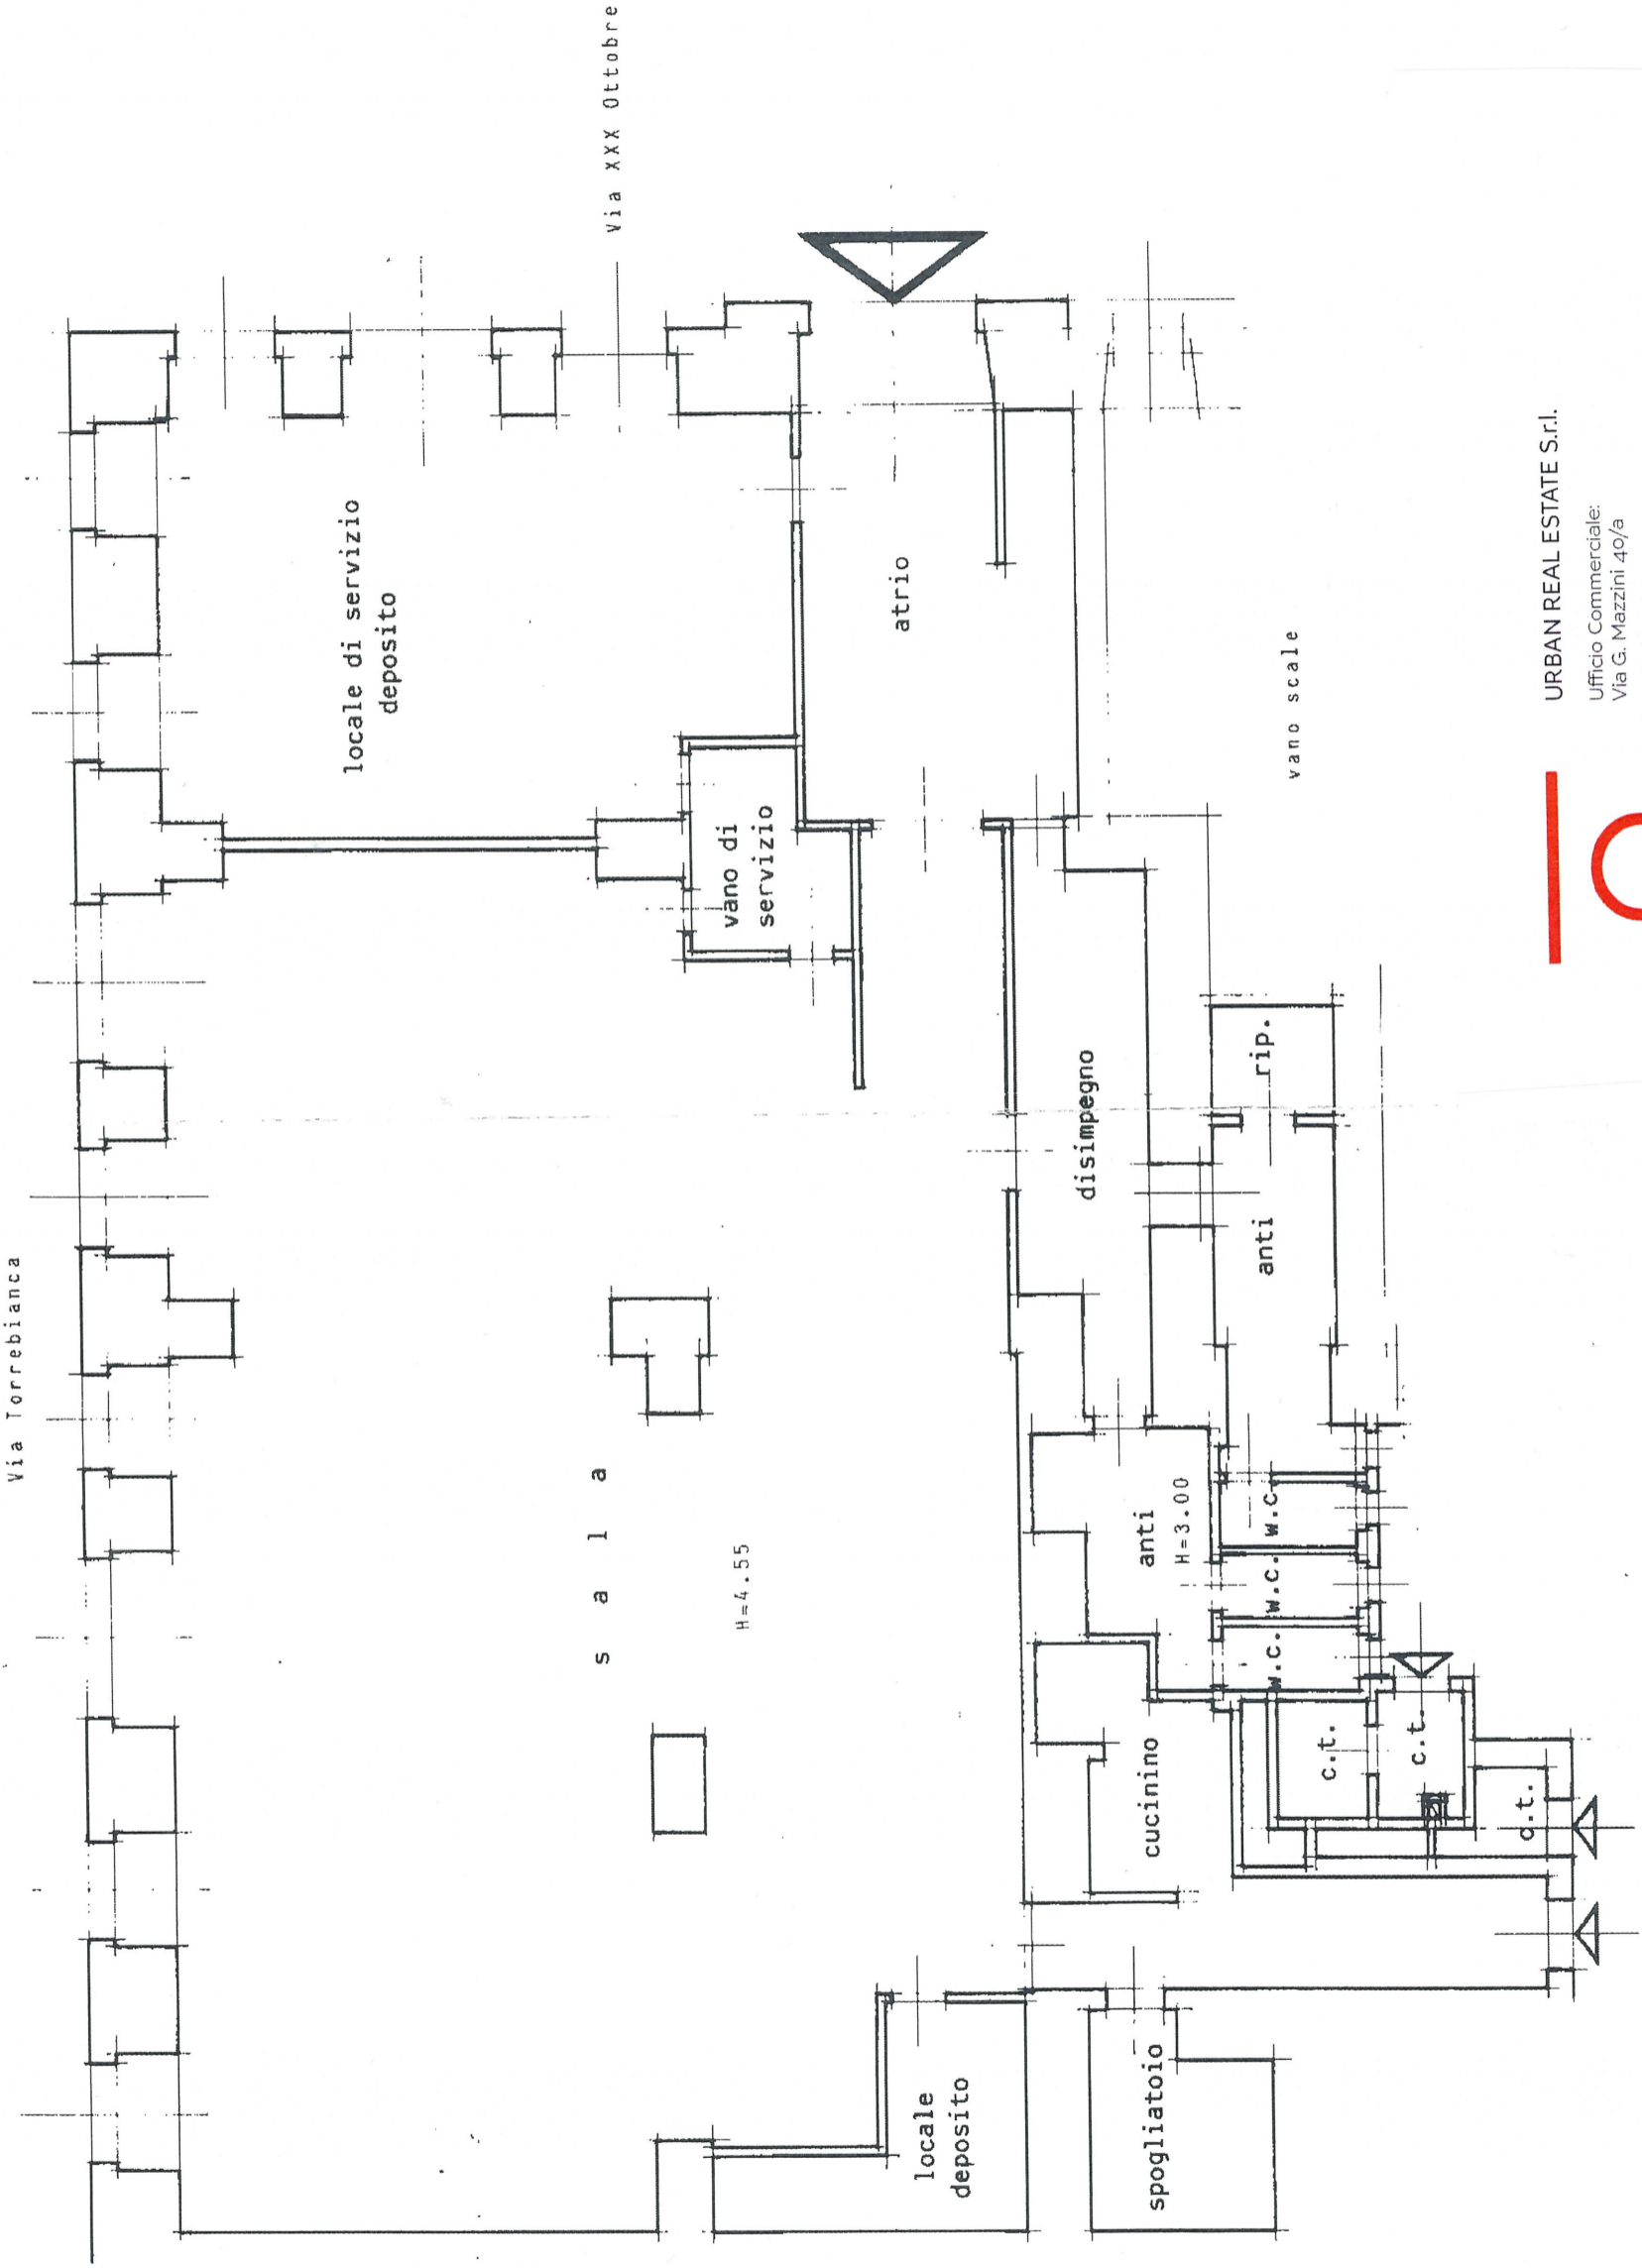 Via Torrebianca
Via XXX Ottobre
locale di servizio
deposito
vano di
servizio
atrio
vano scale
s a l a
H=4.55
disimpegno
rip.
anti
anti
H=3.00
w.c.
w.c.
w.c.
cucinino
c.t.
c.t.
c.t.
locale
deposito
spogliatoio
URBAN REAL ESTATE S.r.l.
Ufficio Commerciale:
Via G. Mazzini 40/a